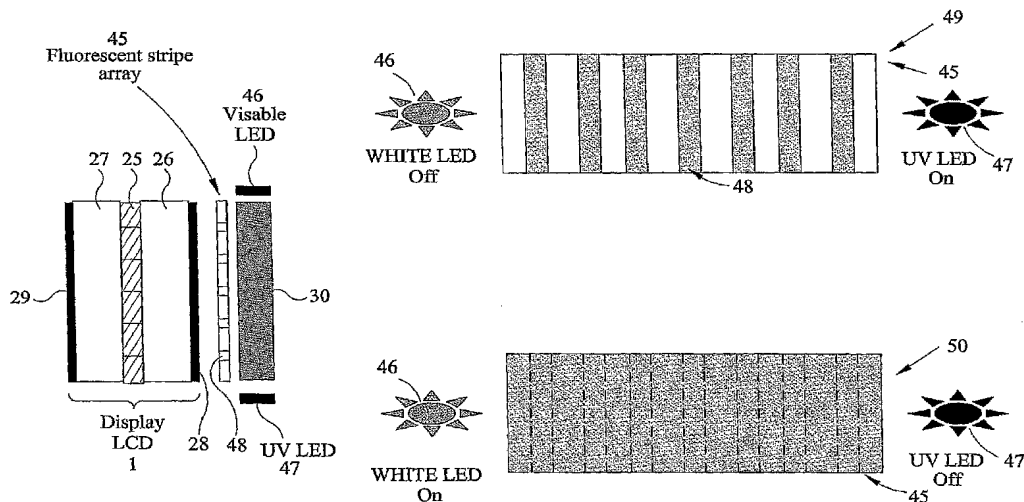 45
Fluorescent stripe
array
46
Visable
LED
27
25
26
29
30
Display
LCD
1
28
48
UV LED
47
46
WHITE LED
Off
49
45
UV LED
On
47
48
46
WHITE LED
On
50
UV LED
Off
47
45